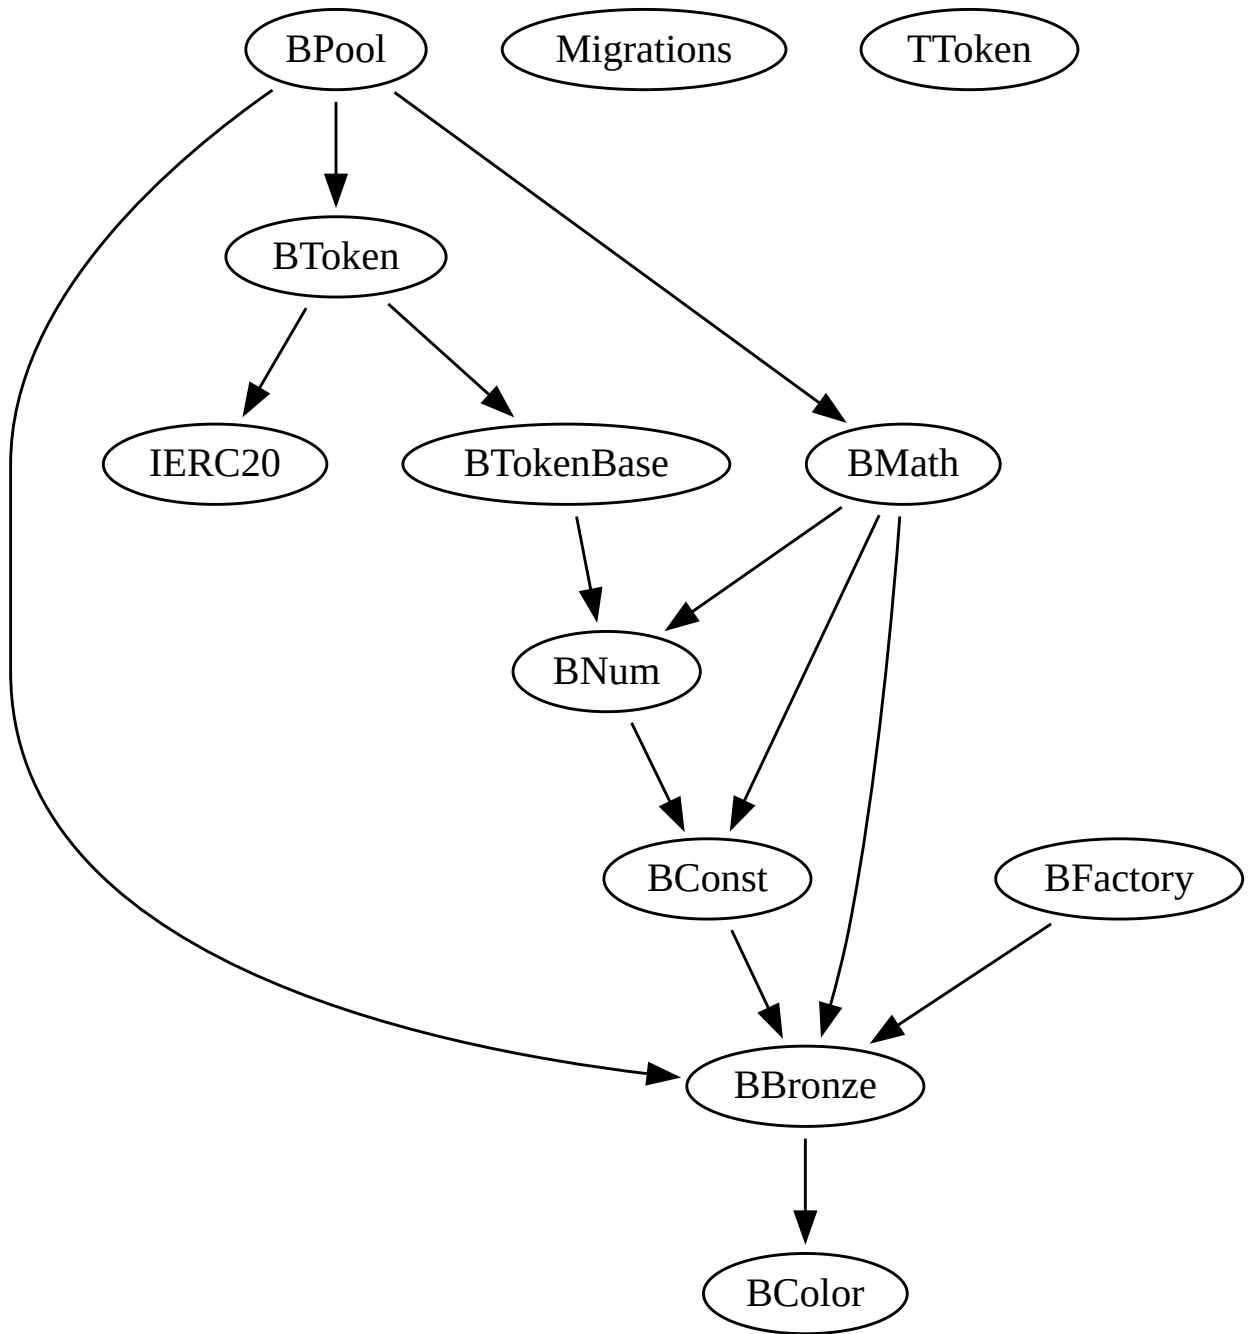 BPool
Migrations
TToken
BToken
IERC20
BTokenBase
BMath
BNum
BConst
BFactory
BBronze
BColor